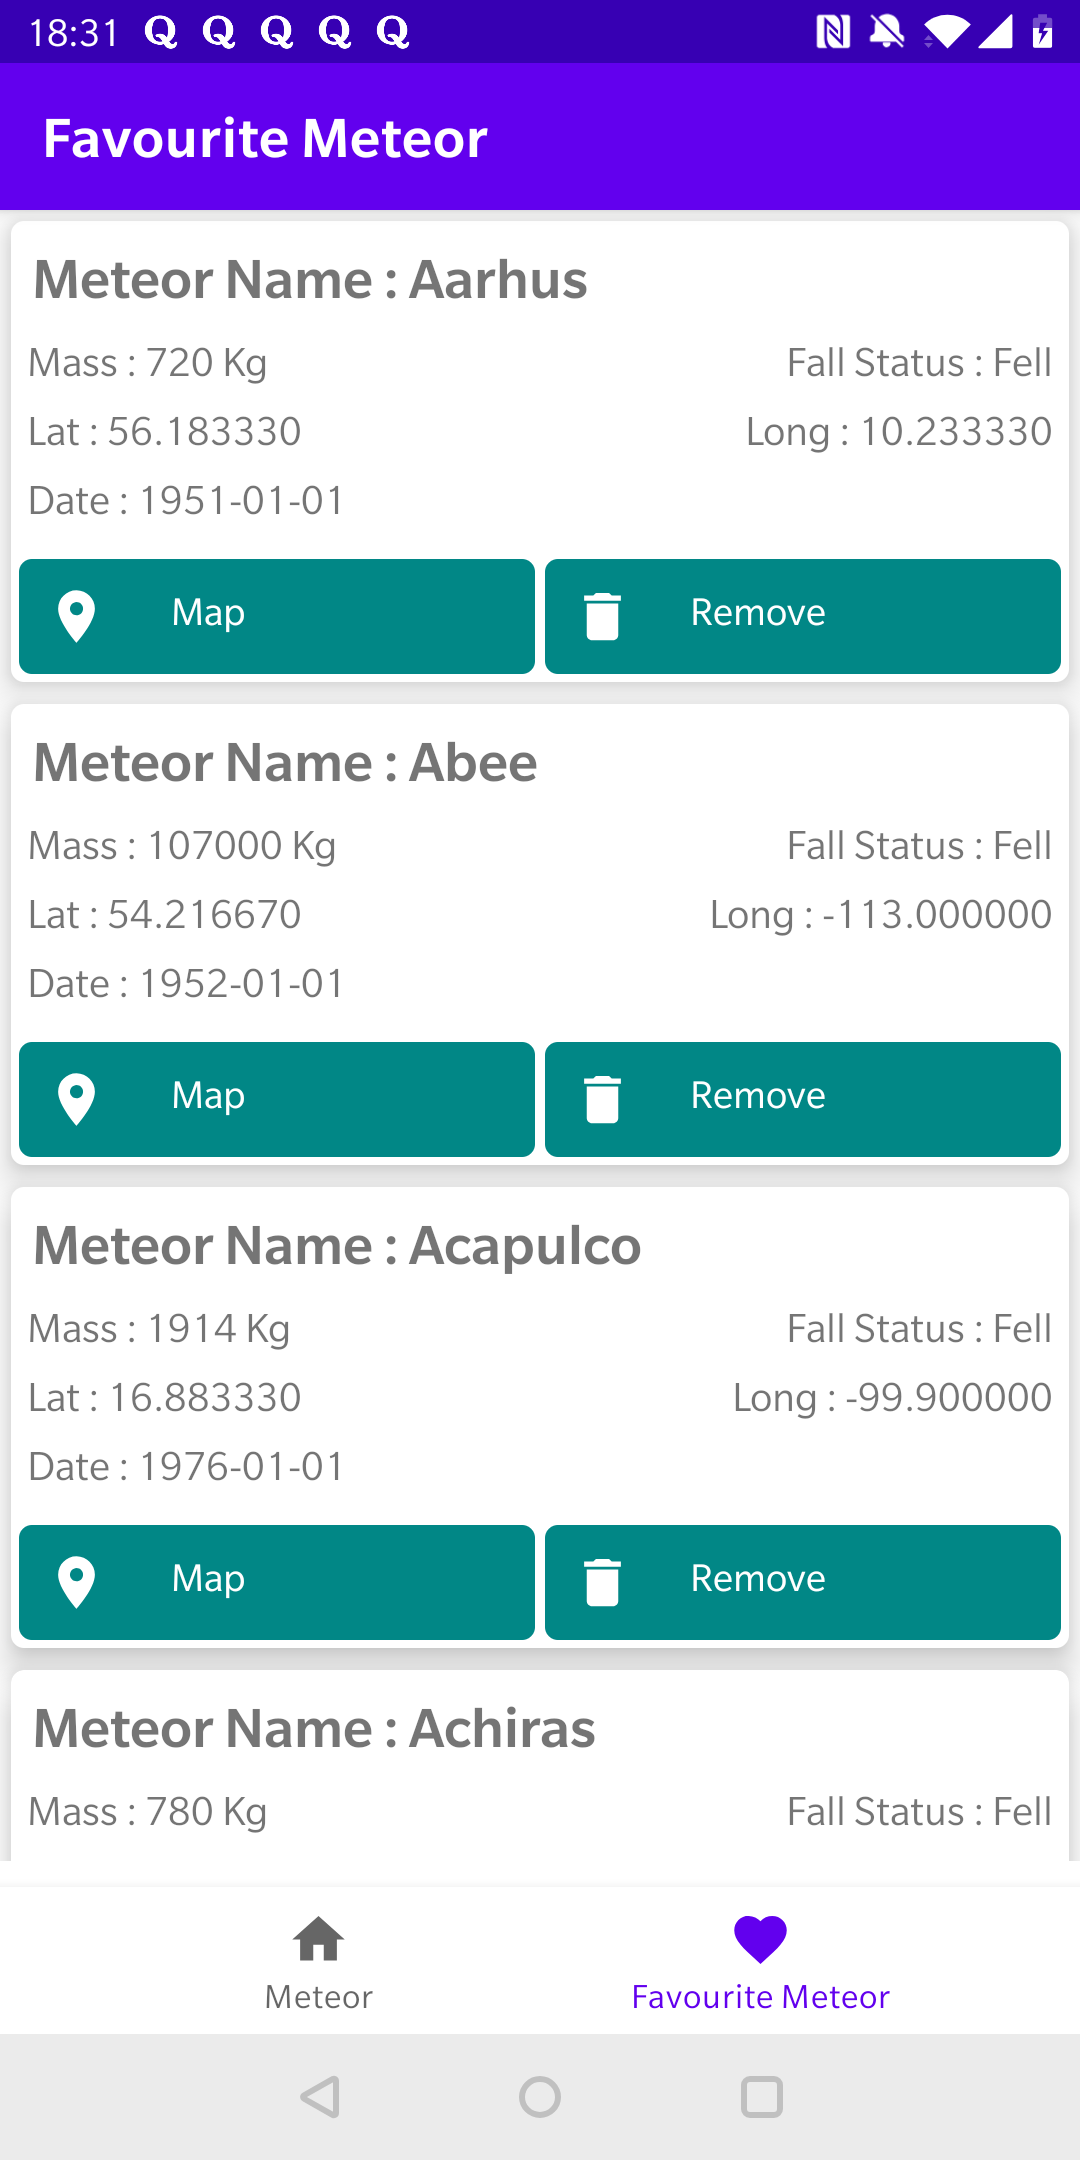 18:31 Q Q Q Q Q
Favourite Meteor
Meteor Name : Aarhus
Mass : 720 Kg Fall Status : Fell
Lat : 56.183330 Long : 10.233330
Date : 1951-01-01
Map Remove
Meteor Name : Abee
Mass : 107000 Kg Fall Status : Fell
Lat : 54.216670 Long : -113.000000
Date : 1952-01-01
Map Remove
Meteor Name : Acapulco
Mass : 1914 Kg Fall Status : Fell
Lat : 16.883330 Long : -99.900000
Date : 1976-01-01
Map Remove
Meteor Name : Achiras
Mass : 780 Kg Fall Status : Fell
Meteor Favourite Meteor